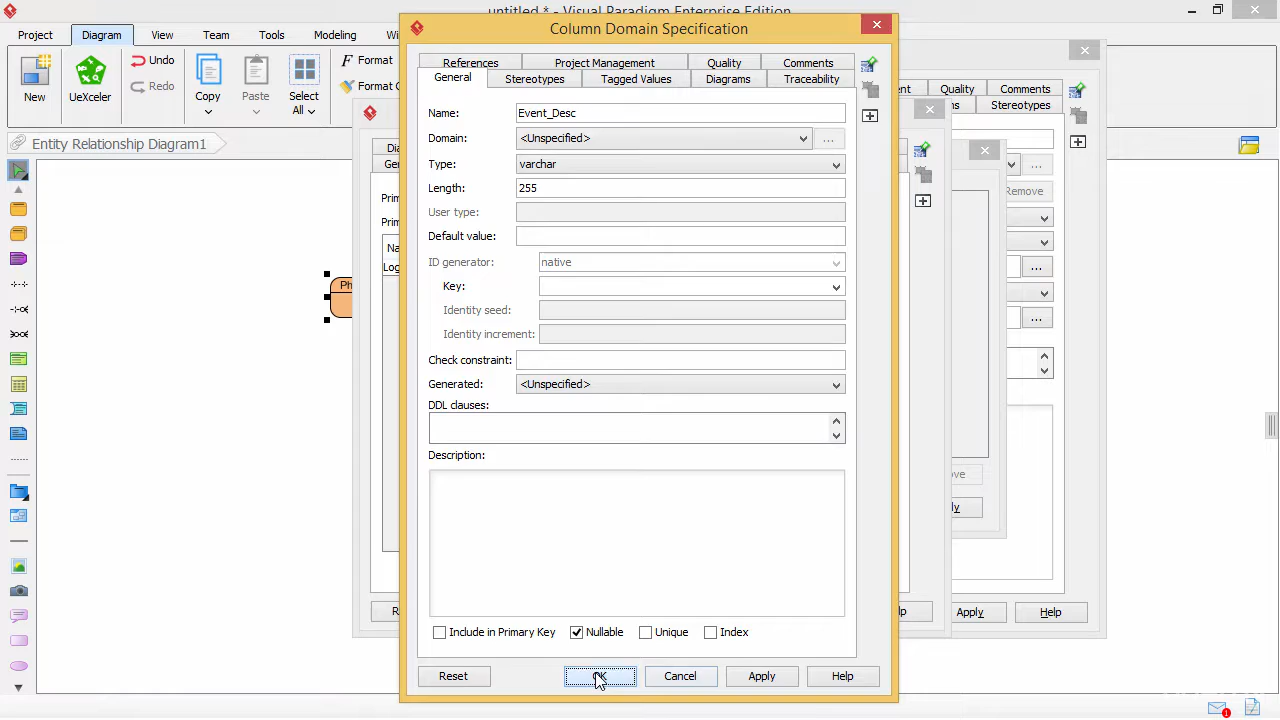 untitled * - Visual Paradigm Enterprise Edition
Project
Diagram
View
Team
Tools
Modeling
New
UeXceler
Undo
Redo
Copy
Paste
Select
All
Format
Entity Relationship Diagram1
Column Domain Specification
References
Project Management
Quality
Comments
General
Stereotypes
Tagged Values
Diagrams
Traceability
Name: Event_Desc
Domain: <Unspecified> ...
Type: varchar
Length: 255
User type:
Default value:
ID generator: native
Key:
Identity seed:
Identity increment:
Check constraint:
Generated: <Unspecified>
DDL clauses:
Description:
Include in Primary Key
Nullable
Unique
Index
Reset
OK
Cancel
Apply
Help
Quality
Comments
Stereotypes
...
Remove
...
...
Apply
Help